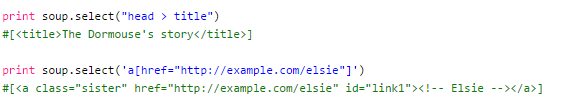 print soup.select("head > title")
#[<title>The Dormouse's story</title>]
print soup.select('a[href="http://example.com/elsie"]')
#[<a class="sister" href="http://example.com/elsie" id="link1"><!-- Elsie --></a>]